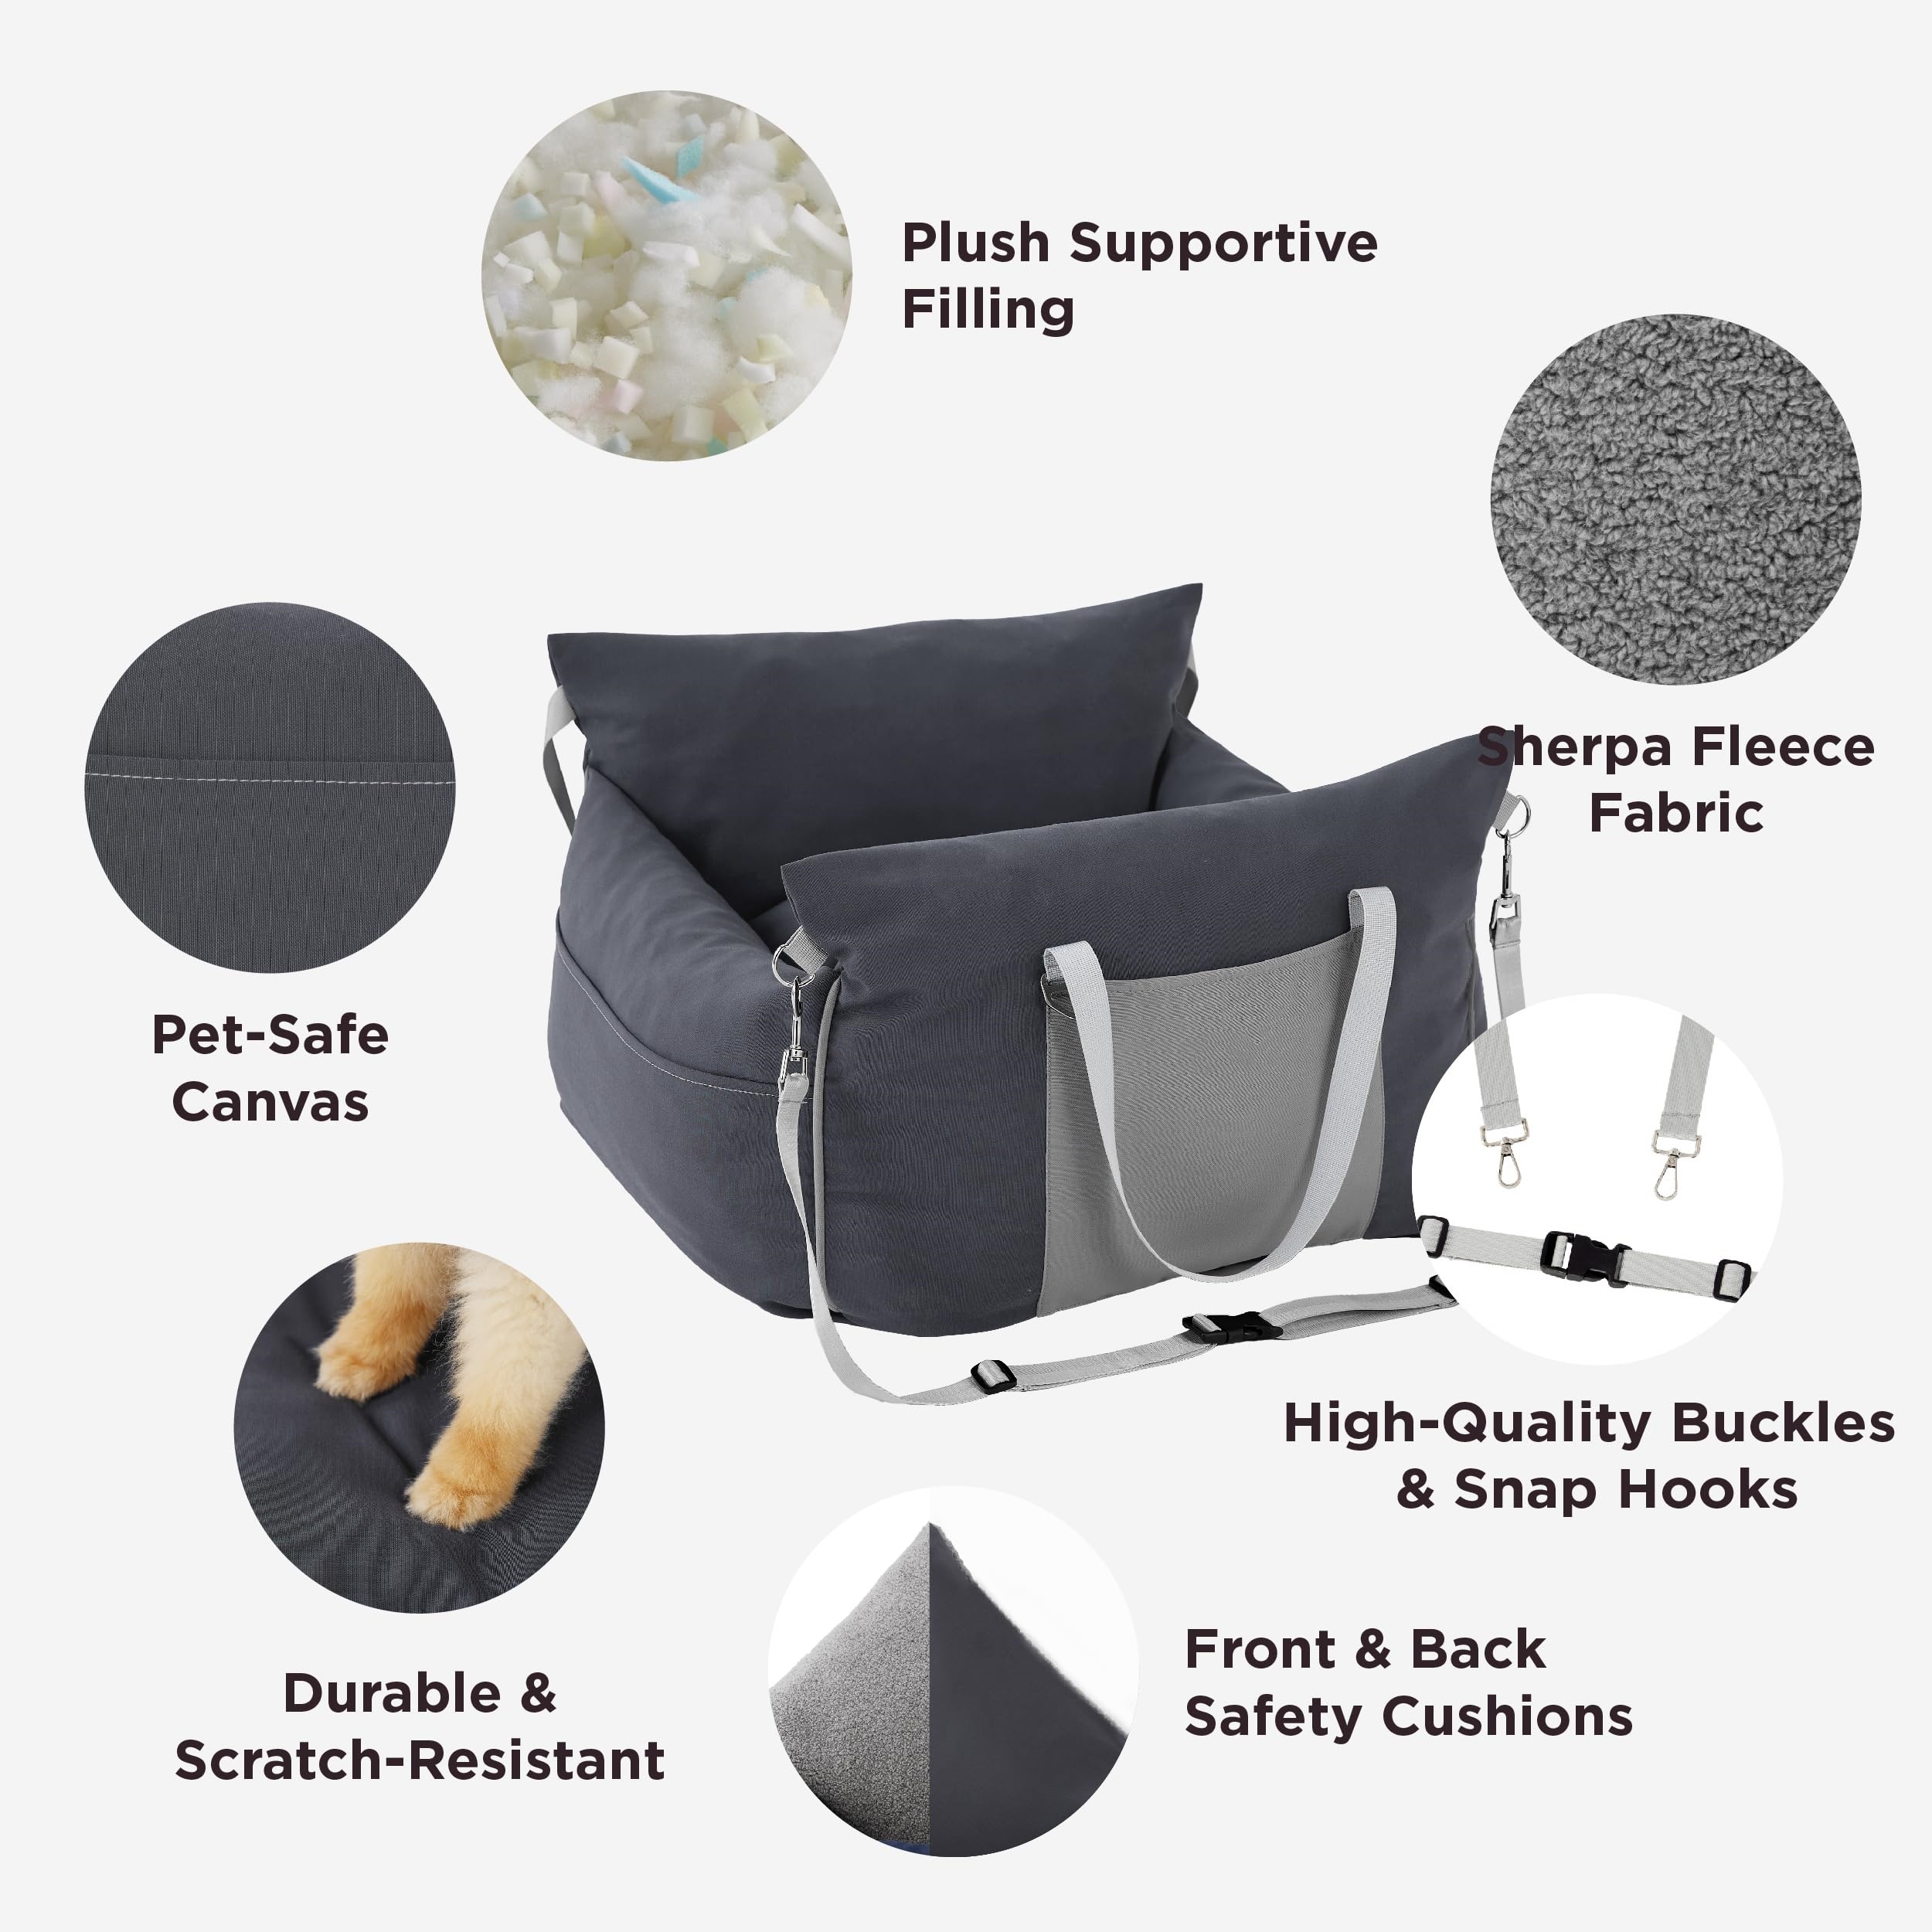 Plush Supportive
Filling
Sherpa Fleece
Fabric
Pet-Safe
Canvas
High-Quality Buckles
& Snap Hooks
Durable &
Scratch-Resistant
Front & Back
Safety Cushions